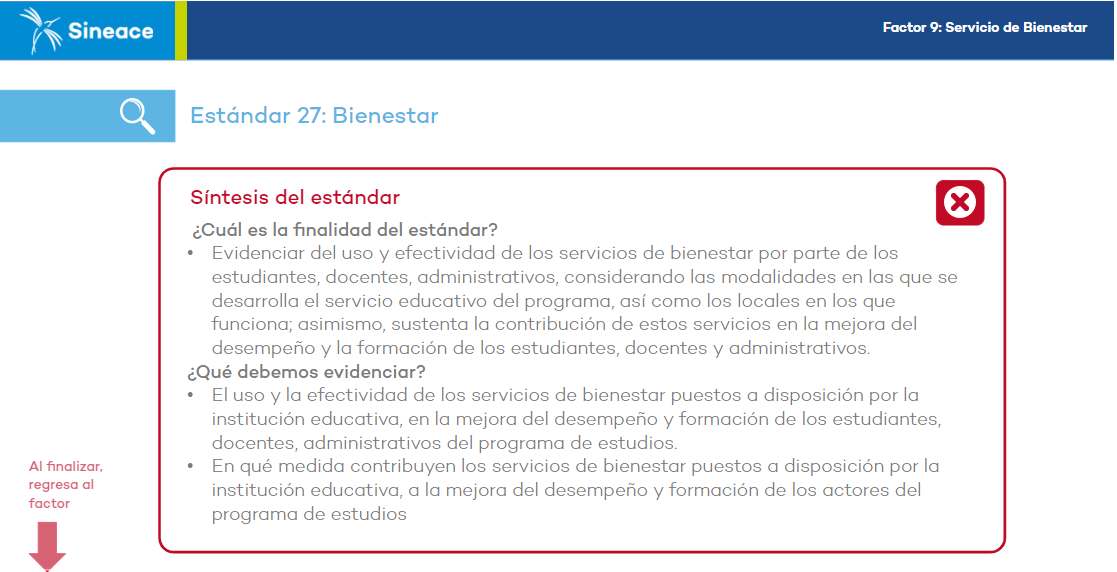 Sineace
Factor 9: Servicio de Bienestar
Estándar 27: Bienestar
Síntesis del estándar
¿Cuál es la finalidad del estándar?
• Evidenciar del uso y efectividad de los servicios de bienestar por parte de los
estudiantes, docentes, administrativos, considerando las modalidades en las que se
desarrolla el servicio educativo del programa, así como los locales en los que
funciona; asimismo, sustenta la contribución de estos servicios en la mejora del
desempeño y la formación de los estudiantes, docentes y administrativos.
¿Qué debemos evidenciar?
• El uso y la efectividad de los servicios de bienestar puestos a disposición por la
institución educativa, en la mejora del desempeño y formación de los estudiantes,
docentes, administrativos del programa de estudios.
• En qué medida contribuyen los servicios de bienestar puestos a disposición por la
institución educativa, a la mejora del desempeño y formación de los actores del
programa de estudios
Al finalizar,
regresa al
factor